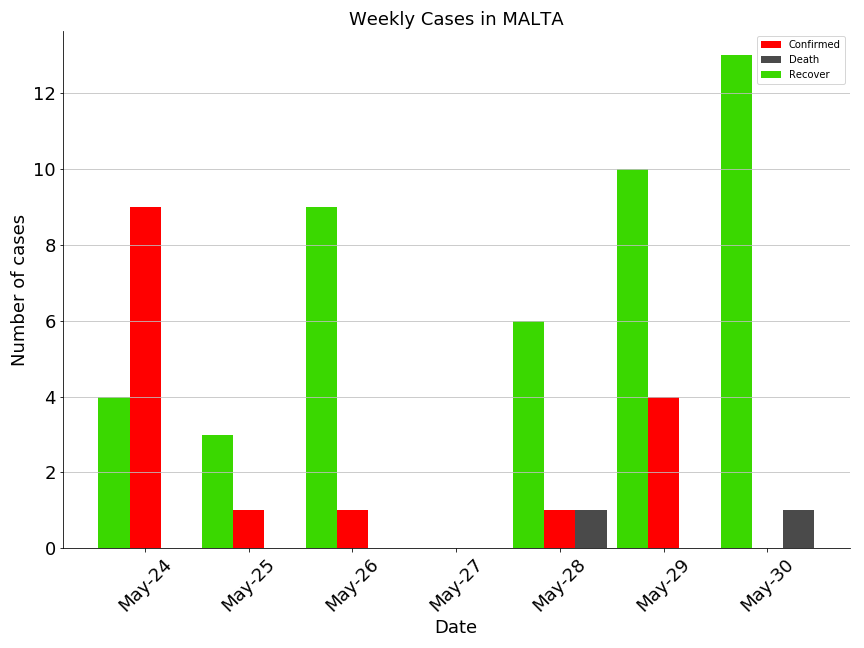 Weekly Cases in MALTA
Confirmed
Death
Recover
Number of cases
12
10
8
6
4
2
0
May-24
May-25
May-26
May-27
May-28
May-29
May-30
Date